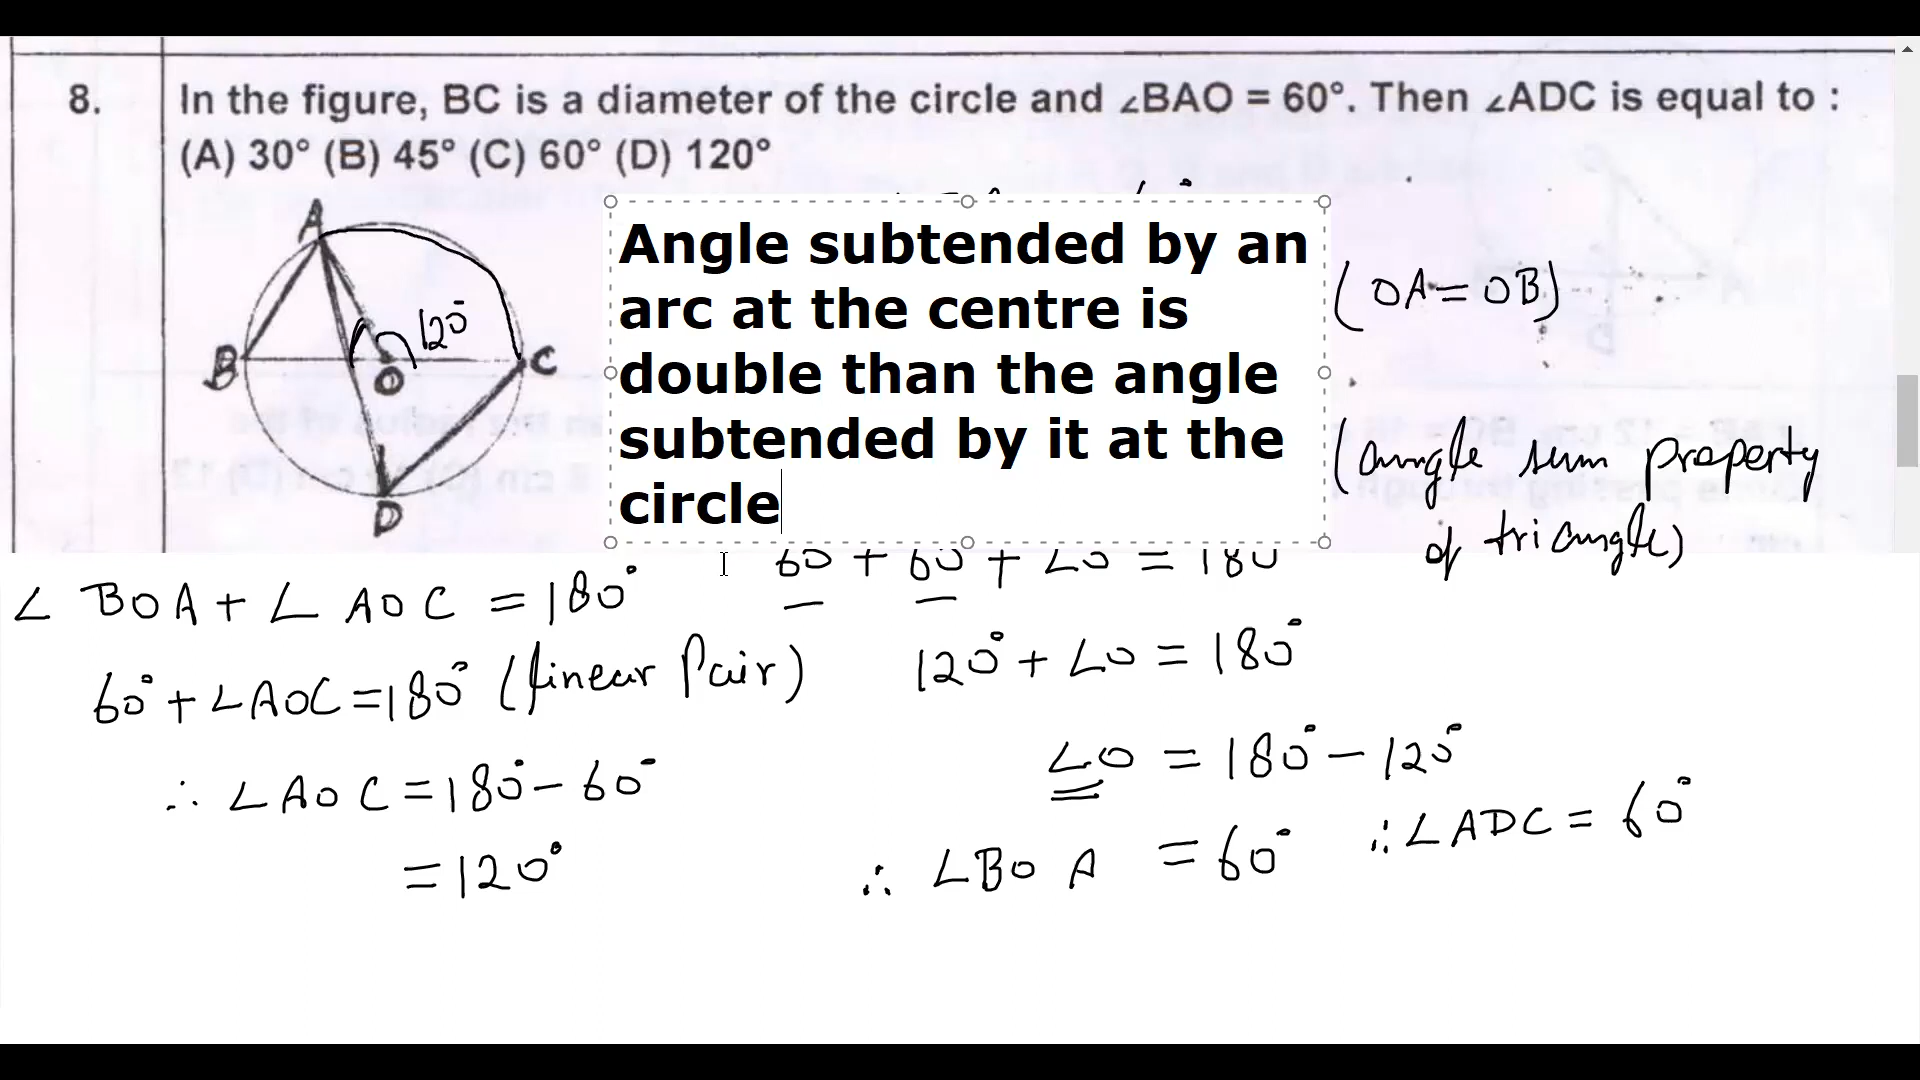 8. In the figure, BC is a diameter of the circle and ∠BAO = 60°. Then ∠ADC is equal to :
(A) 30° (B) 45° (C) 60° (D) 120°
A
B
O
C
D
120°
Angle subtended by an
arc at the centre is
double than the angle
subtended by it at the
circle
(OA=OB)
(angle sum property
of triangle)
60 + 60 + ∠O = 180
∠BOA + ∠AOC = 180°
60° + ∠AOC = 180° (linear Pair)
∴ ∠AOC = 180° - 60°
= 120°
120° + ∠O = 180°
∠O = 180° - 120°
∴ ∠BOA = 60°
∴ ∠ADC = 60°